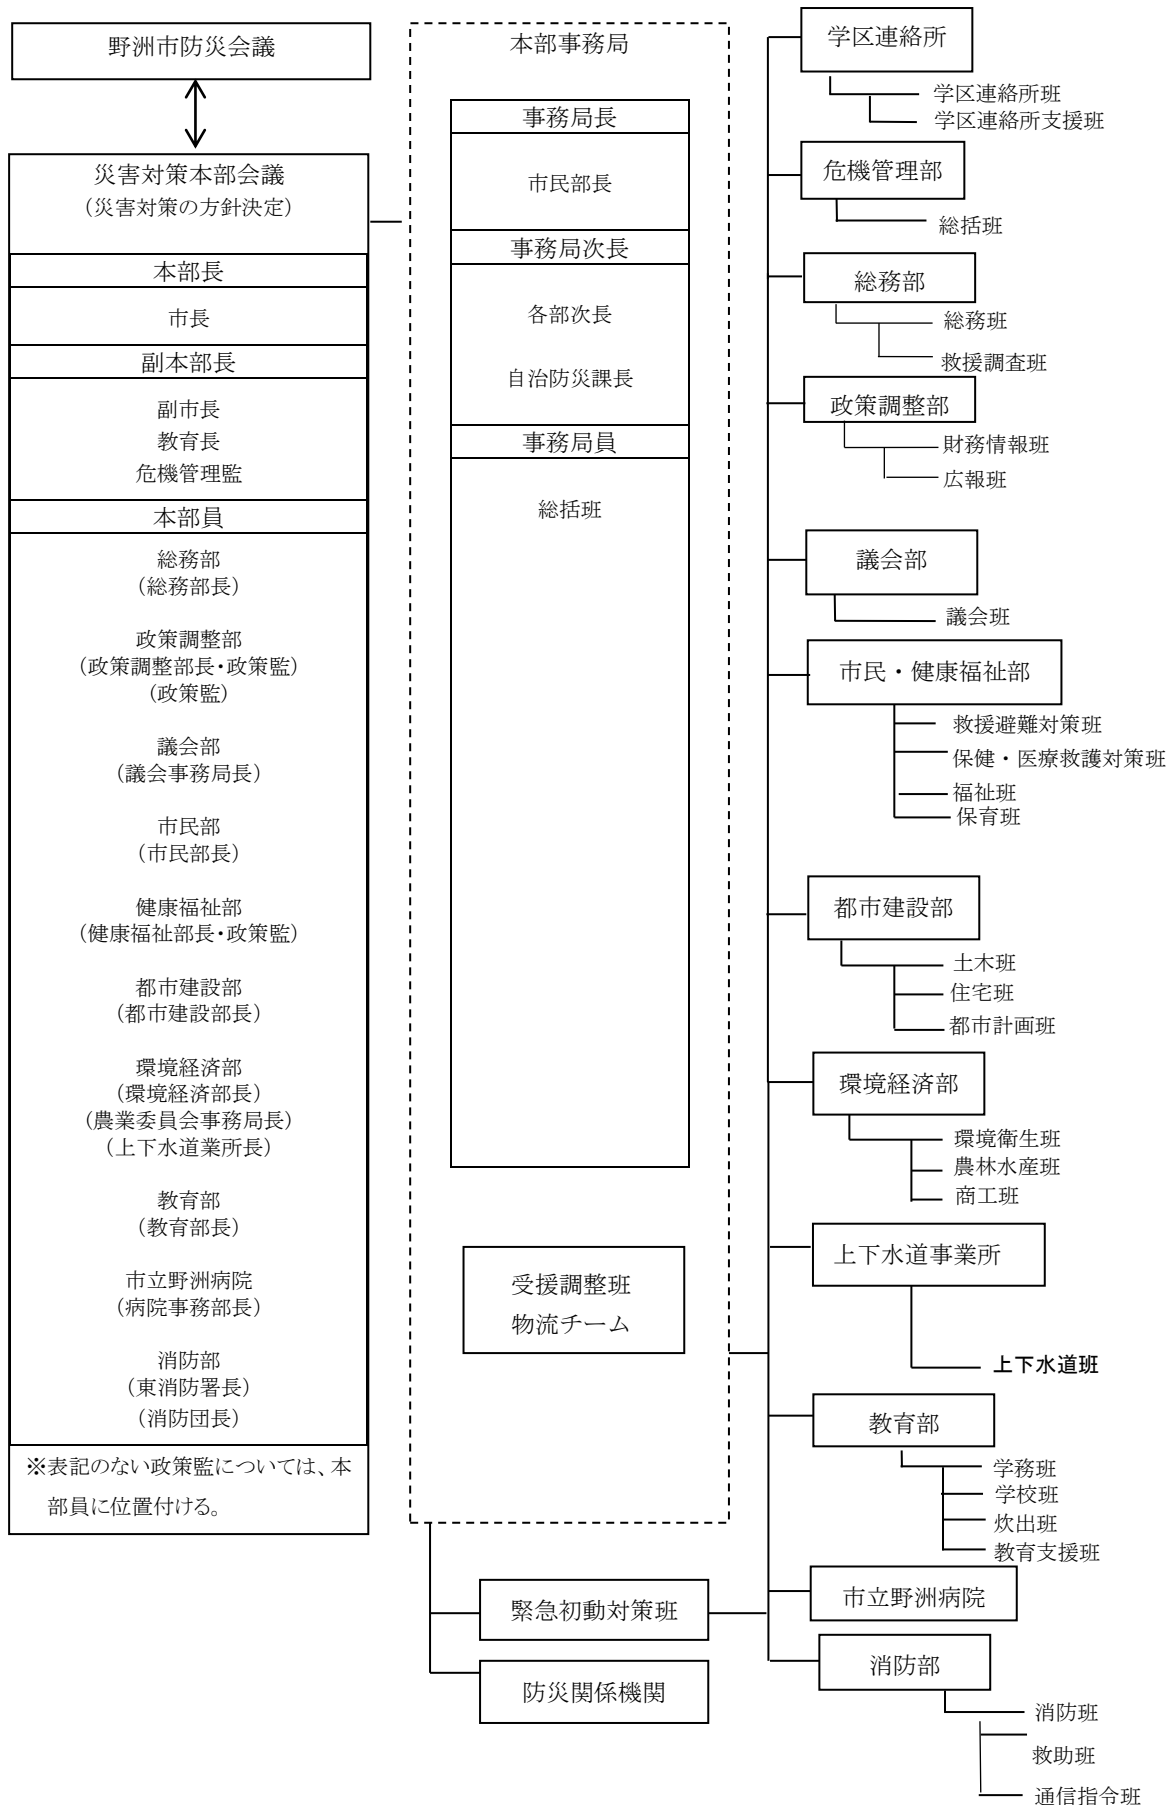 野洲市防災会議
災害対策本部会議
（災害対策の方針決定）
本部長
市長
副本部長
副市長
教育長
危機管理監
本部員
総務部
（総務部長）
政策調整部
（政策調整部長・政策監）
（政策監）
議会部
（議会事務局長）
市民部
（市民部長）
健康福祉部
（健康福祉部長・政策監）
都市建設部
（都市建設部長）
環境経済部
（環境経済部長）
（農業委員会事務局長）
（上下水道業所長）
教育部
（教育部長）
市立野洲病院
（病院事務部長）
消防部
（東消防署長）
（消防団長）
※表記のない政策監については、本
部員に位置付ける。
本部事務局
事務局長
市民部長
事務局次長
各部次長
自治防災課長
事務局員
総括班
受援調整班
物流チーム
緊急初動対策班
防災関係機関
学区連絡所
学区連絡所班
学区連絡所支援班
危機管理部
総括班
総務部
総務班
救援調査班
政策調整部
財務情報班
広報班
議会部
議会班
市民・健康福祉部
救援避難対策班
保健・医療救護対策班
福祉班
保育班
都市建設部
土木班
住宅班
都市計画班
環境経済部
環境衛生班
農林水産班
商工班
上下水道事業所
上下水道班
教育部
学務班
学校班
炊出班
教育支援班
市立野洲病院
消防部
消防班
救助班
通信指令班